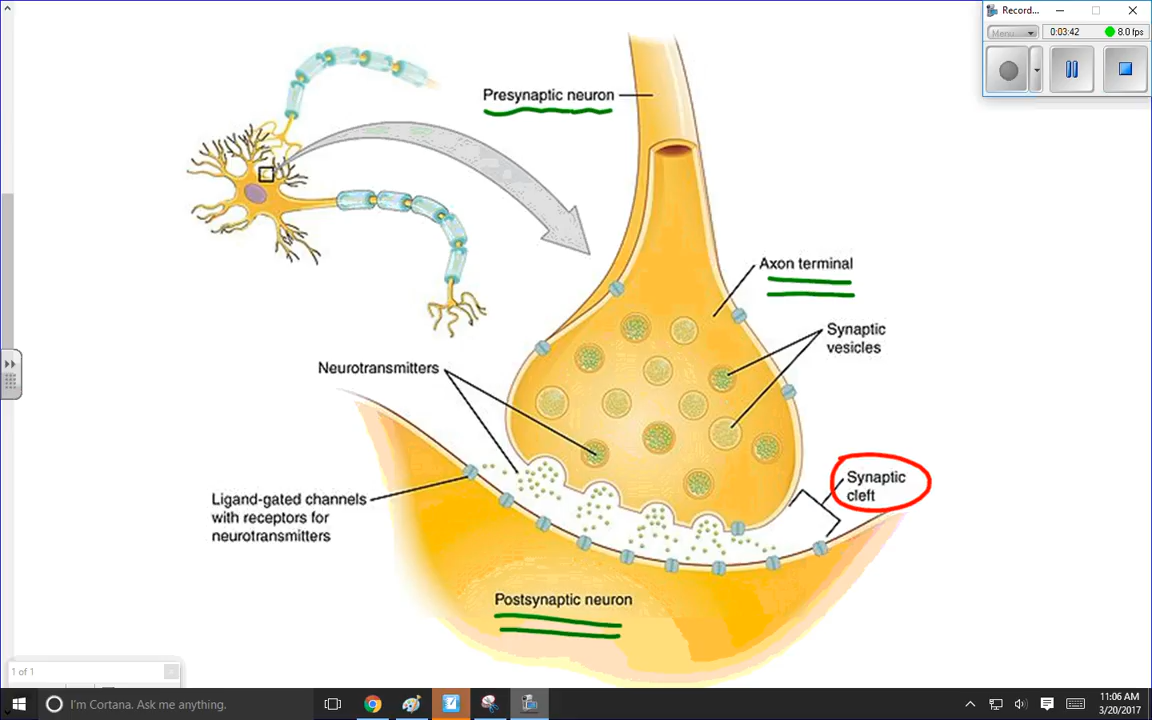 Record...
Menu
0:03:42
8.0 fps
Presynaptic neuron
Axon terminal
Synaptic
vesicles
Neurotransmitters
Synaptic
cleft
Ligand-gated channels
with receptors for
neurotransmitters
Postsynaptic neuron
1 of 1
I'm Cortana. Ask me anything.
11:06 AM
3/20/2017